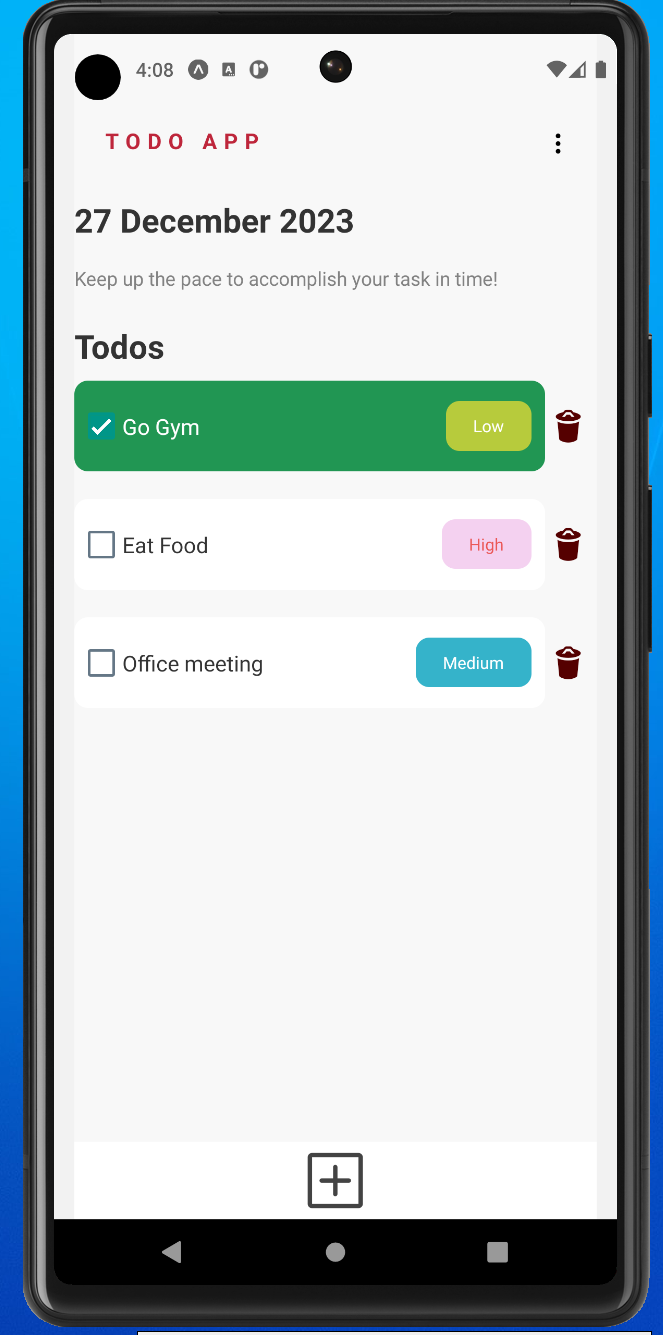 4:08
TODO APP
27 December 2023
Keep up the pace to accomplish your task in time!
Todos
Go Gym Low
Eat Food High
Office meeting Medium